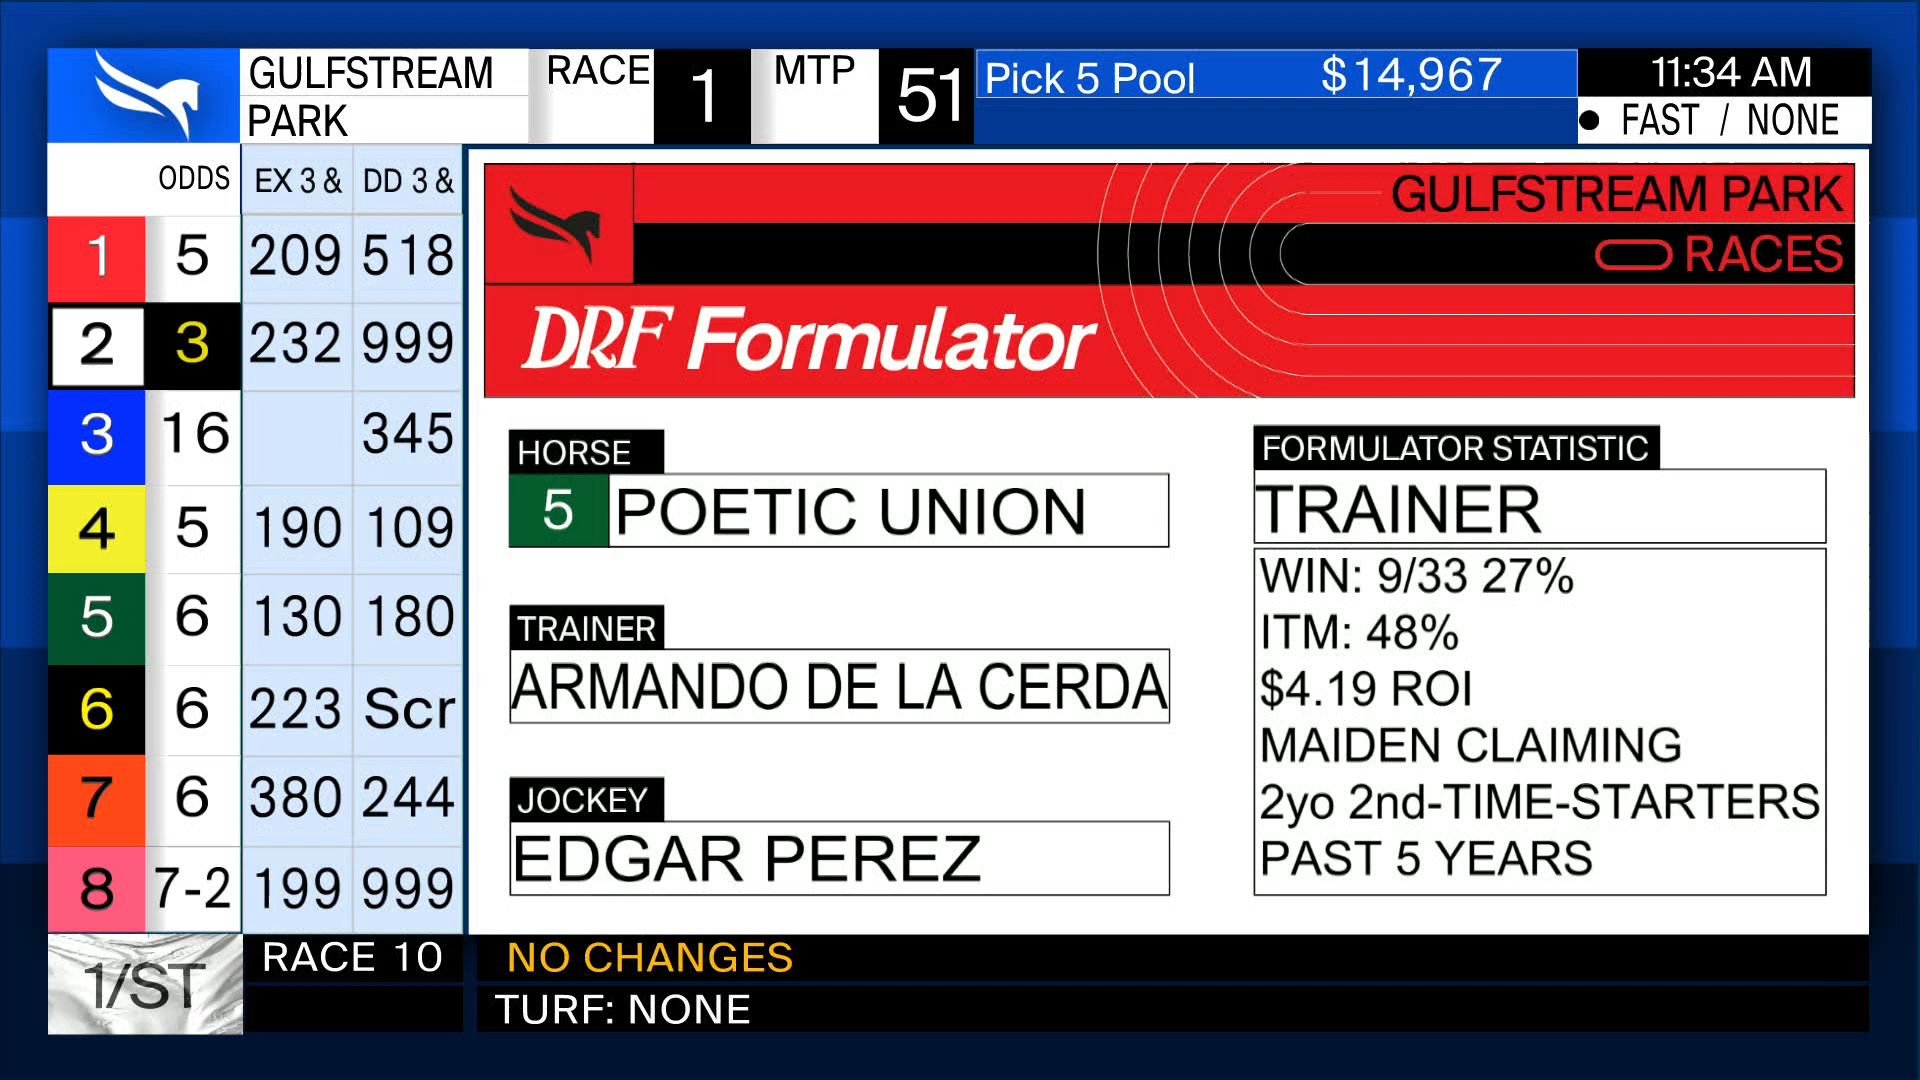 GULFSTREAM
PARK
RACE 1 MTP 51
Pick 5 Pool $14,967
11:34 AM
FAST / NONE
ODDS EX 3 & DD 3 &
1 5 209 518
2 3 232 999
3 16 345
4 5 190 109
5 6 130 180
6 6 223 Scr
7 6 380 244
8 7-2 199 999
GULFSTREAM PARK
RACES
DRF Formulator
HORSE
5 POETIC UNION
TRAINER
ARMANDO DE LA CERDA
JOCKEY
EDGAR PEREZ
FORMULATOR STATISTIC
TRAINER
WIN: 9/33 27%
ITM: 48%
$4.19 ROI
MAIDEN CLAIMING
2yo 2nd-TIME-STARTERS
PAST 5 YEARS
1/ST
RACE 10 NO CHANGES
TURF: NONE